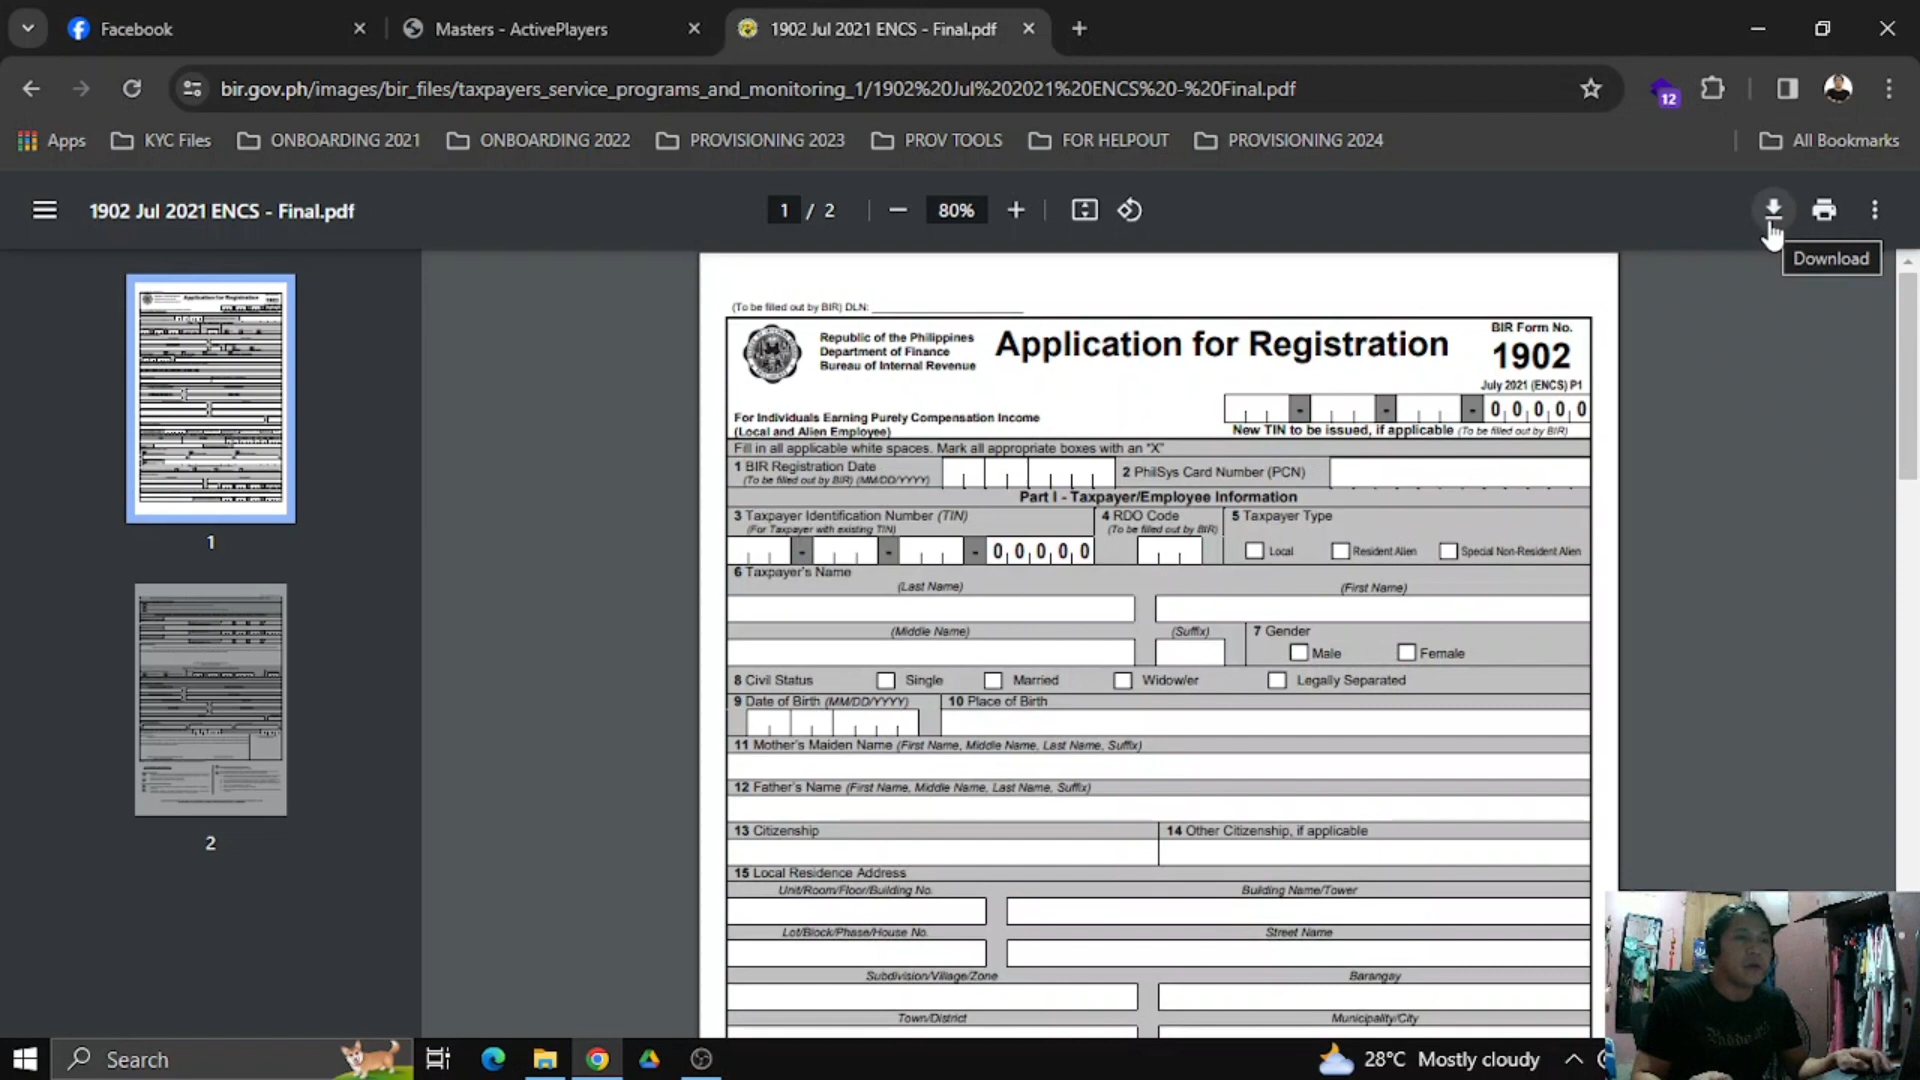 Facebook
Masters - ActivePlayers
1902 Jul 2021 ENCS - Final.pdf
bir.gov.ph/images/bir_files/taxpayers_service_programs_and_monitoring_1/1902%20Jul%202021%20ENCS%20-%20Final.pdf
12
Apps
KYC Files
ONBOARDING 2021
ONBOARDING 2022
PROVISIONING 2023
PROV TOOLS
FOR HELPOUT
PROVISIONING 2024
All Bookmarks
1902 Jul 2021 ENCS - Final.pdf
1 / 2
80%
Download
1
2
(To be filled out by BIR) DLN:
Republic of the Philippines
Department of Finance
Bureau of Internal Revenue
Application for Registration
BIR Form No.
1902
July 2021 (ENCS) P1
For Individuals Earning Purely Compensation Income
(Local and Alien Employee)
- - - 0 0 0 0 0
New TIN to be issued, if applicable (To be filled out by BIR)
Fill in all applicable white spaces. Mark all appropriate boxes with an "X"
1 BIR Registration Date
(To be filled out by BIR) (MM/DD/YYYY)
2 PhilSys Card Number (PCN)
Part I - Taxpayer/Employee Information
3 Taxpayer Identification Number (TIN)
(For Taxpayer with existing TIN)
- - - 0 0 0 0 0
4 RDO Code
(To be filled out by BIR)
5 Taxpayer Type
Local
Resident Alien
Special Non-Resident Alien
6 Taxpayer's Name
(Last Name)
(First Name)
(Middle Name)
(Suffix)
7 Gender
Male
Female
8 Civil Status
Single
Married
Widow/er
Legally Separated
9 Date of Birth (MM/DD/YYYY)
10 Place of Birth
11 Mother's Maiden Name (First Name, Middle Name, Last Name, Suffix)
12 Father's Name (First Name, Middle Name, Last Name, Suffix)
13 Citizenship
14 Other Citizenship, if applicable
15 Local Residence Address
Unit/Room/Floor/Building No.
Building Name/Tower
Lot/Block/Phase/House No.
Street Name
Subdivision/Village/Zone
Barangay
Town/District
Municipality/City
Search
28°C Mostly cloudy